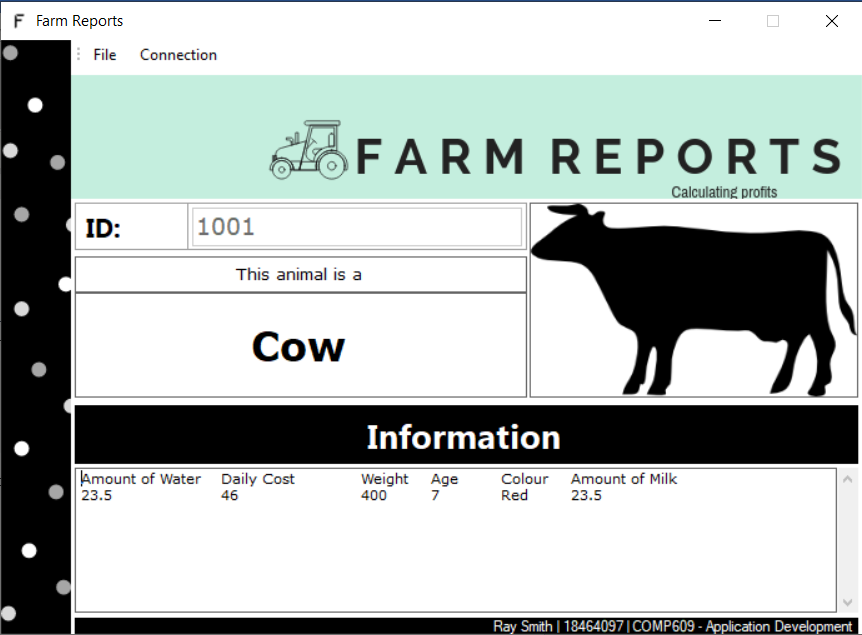 F Farm Reports
File Connection
FARM REPORTS
Calculating profits
ID: 1001
This animal is a
Cow
Information
Amount of Water Daily Cost Weight Age Colour Amount of Milk
23.5 46 400 7 Red 23.5
Ray Smith | 18464097 | COMP609 - Application Development